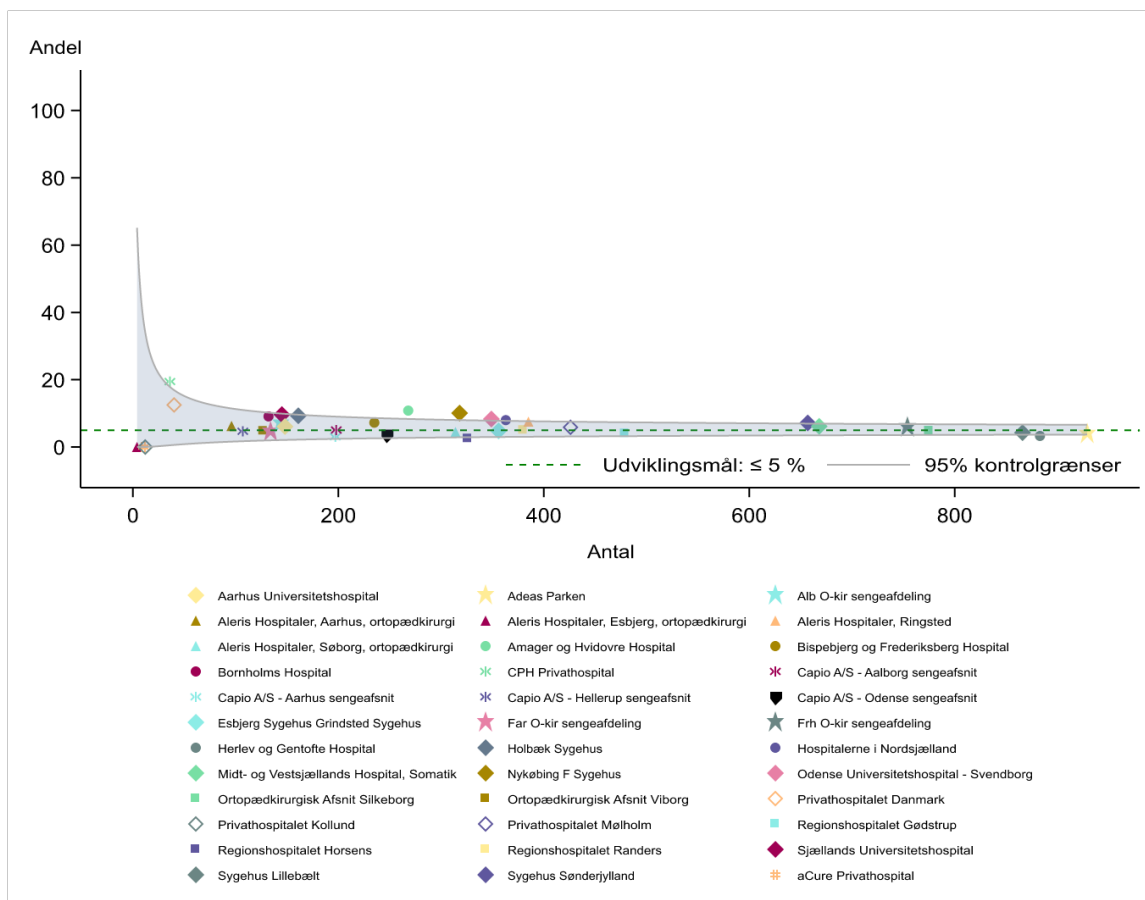 Andel
100
80
60
40
20
0
Udviklingsmål: ≤ 5 %
95% kontrolgrænser
0 200 400 600 800
Antal
Aarhus Universitetshospital Adeas Parken Alb O-kir sengeafdeling
Aleris Hospitaler, Aarhus, ortopædkirurgi Aleris Hospitaler, Esbjerg, ortopædkirurgi Aleris Hospitaler, Ringsted
Aleris Hospitaler, Søborg, ortopædkirurgi Amager og Hvidovre Hospital Bispebjerg og Frederiksberg Hospital
Bornholms Hospital CPH Privathospital Capio A/S - Aalborg sengeafsnit
Capio A/S - Aarhus sengeafsnit Capio A/S - Hellerup sengeafsnit Capio A/S - Odense sengeafsnit
Esbjerg Sygehus Grindsted Sygehus Far O-kir sengeafdeling Frh O-kir sengeafdeling
Herlev og Gentofte Hospital Holbæk Sygehus Hospitalerne i Nordsjælland
Midt- og Vestsjællands Hospital, Somatik Nykøbing F Sygehus Odense Universitetshospital - Svendborg
Ortopædkirurgisk Afsnit Silkeborg Ortopædkirurgisk Afsnit Viborg Privathospitalet Danmark
Privathospitalet Kollund Privathospitalet Mølholm Regionshospitalet Gødstrup
Regionshospitalet Horsens Regionshospitalet Randers Sjællands Universitetshospital
Sygehus Lillebælt Sygehus Sønderjylland aCure Privathospital